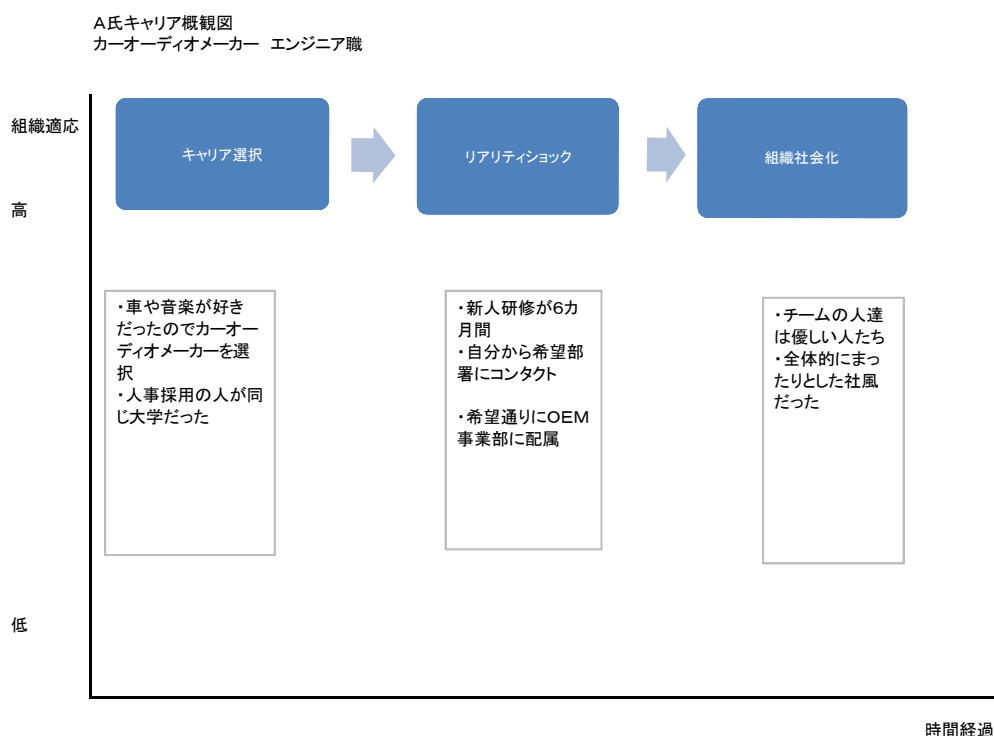 A氏キャリア概観図
カーオーディオメーカー　エンジニア職
組織適応
高
低
キャリア選択
リアリティショック
組織社会化
・車や音楽が好き
だったのでカーオー
ディオメーカーを選
択
・人事採用の人が同
じ大学だった
・新人研修が6カ
月間
・自分から希望部
署にコンタクト
・希望通りにOEM
事業部に配属
・チームの人達
は優しい人たち
・全体的にまっ
たりとした社風
だった
時間経過